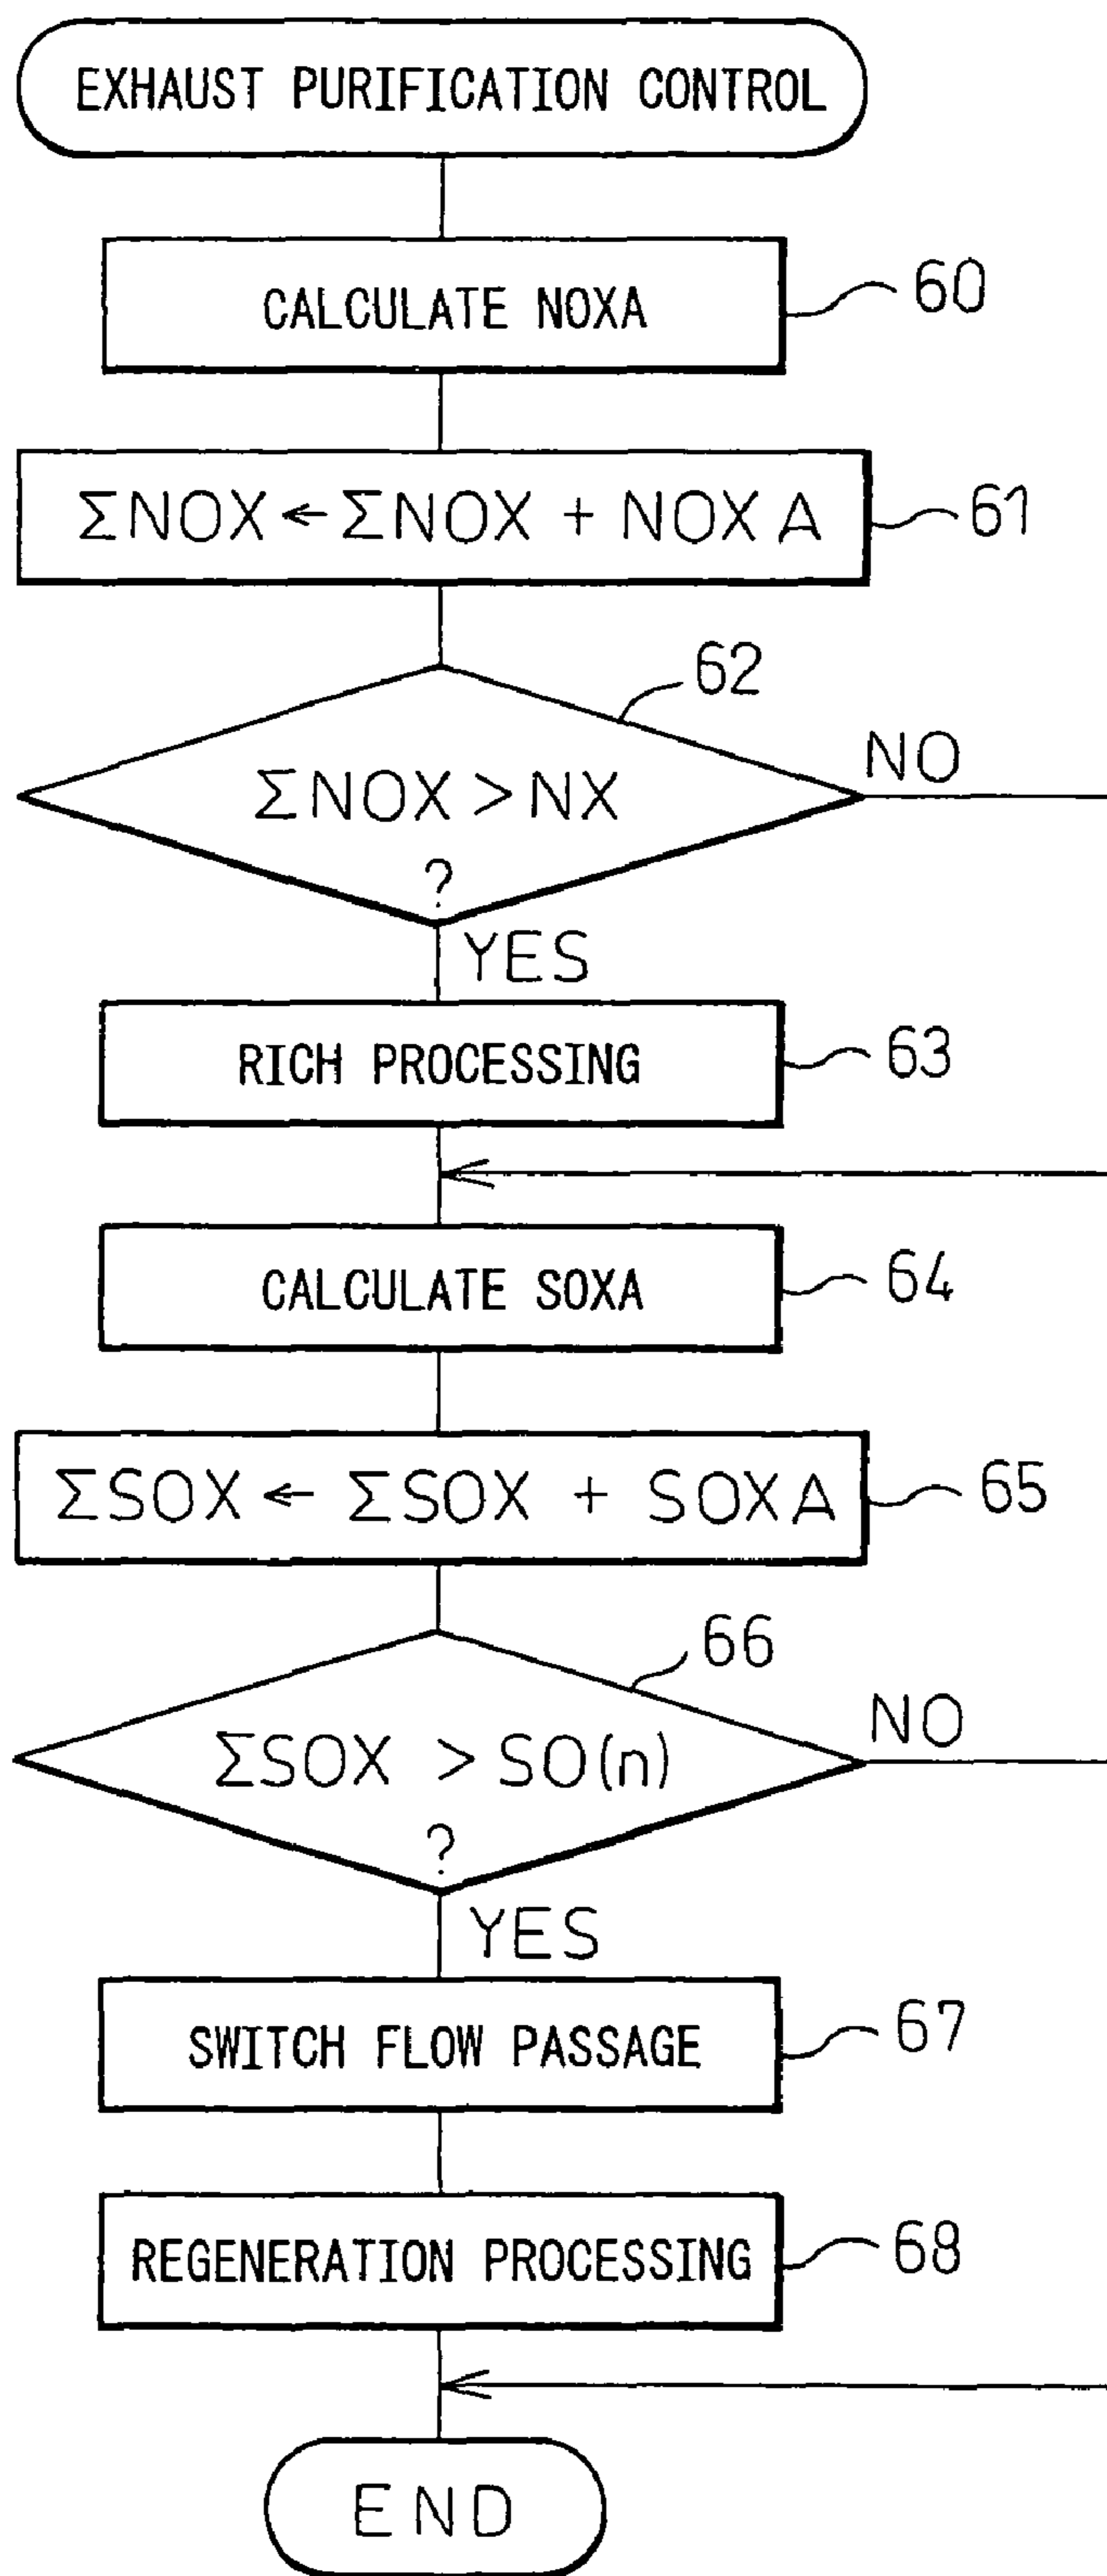 EXHAUST PURIFICATION CONTROL
CALCULATE NOXA
60
ΣNOX ← ΣNOX + NOXA
61
62
ΣNOX > NX
?
NO
YES
RICH PROCESSING
63
CALCULATE SOXA
64
ΣSOX ← ΣSOX + SOXA
65
66
ΣSOX > SO(n)
?
NO
YES
SWITCH FLOW PASSAGE
67
REGENERATION PROCESSING
68
END